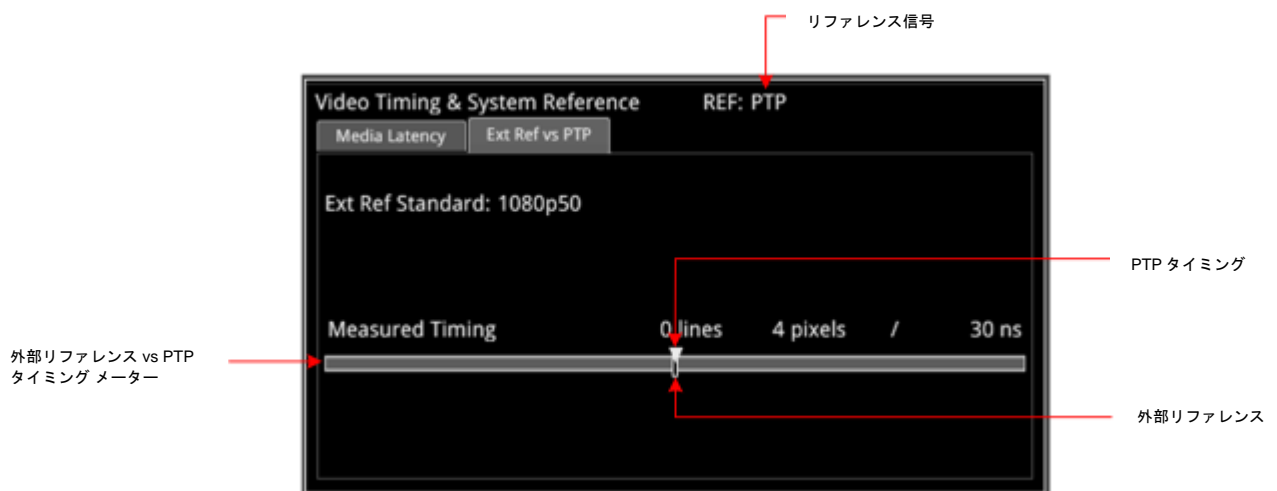 リファレンス信号
Video Timing & System Reference REF: PTP
Media Latency Ext Ref vs PTP
Ext Ref Standard: 1080p50
PTP タイミング
Measured Timing 0 lines 4 pixels / 30 ns
外部リファレンス vs PTP
タイミング メーター
外部リファレンス